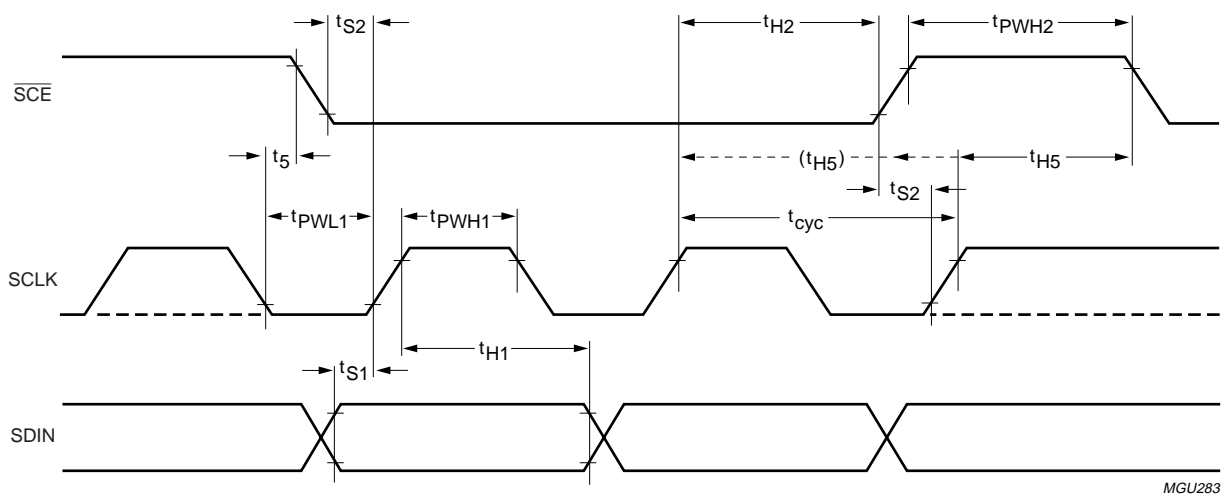 tS2
tH2
tPWH2
SCE
t5
(tH5)
tH5
tS2
tPWL1
tPWH1
tcyc
SCLK
tS1
tH1
SDIN
MGU283